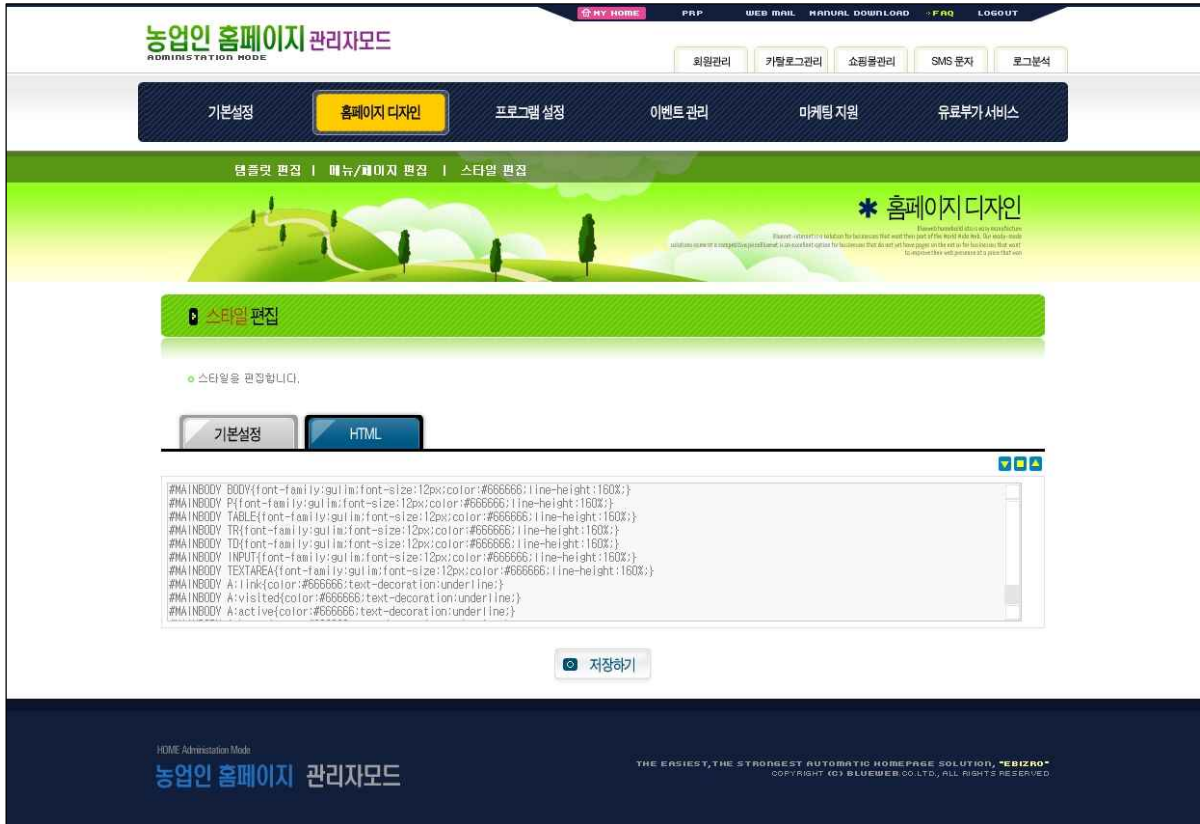 MY HOME PRP WEB MAIL MANUAL DOWNLOAD FAQ LOGOUT
농업인 홈페이지 관리자모드
ADMINISTATION MODE
회원관리 카탈로그관리 쇼핑몰관리 SMS 문자 로그분석
기본설정 홈페이지 디자인 프로그램 설정 이벤트 관리 마케팅 지원 유료부가 서비스
템플릿 편집 | 메뉴/페이지 편집 | 스타일 편집
* 홈페이지 디자인
스타일 편집
스타일을 편집합니다.
기본설정 HTML
#MAINBODY BODY{font-family:gulim;font-size:12px;color:#666666;line-height:160%;}
#MAINBODY P{font-family:gulim;font-size:12px;color:#666666;line-height:160%;}
#MAINBODY TABLE{font-family:gulim;font-size:12px;color:#666666;line-height:160%;}
#MAINBODY TR{font-family:gulim;font-size:12px;color:#666666;line-height:160%;}
#MAINBODY TD{font-family:gulim;font-size:12px;color:#666666;line-height:160%;}
#MAINBODY INPUT{font-family:gulim;font-size:12px;color:#666666;line-height:160%;}
#MAINBODY TEXTAREA{font-family:gulim;font-size:12px;color:#666666;line-height:160%;}
#MAINBODY A:link{color:#666666;text-decoration:underline;}
#MAINBODY A:visited{color:#666666;text-decoration:underline;}
#MAINBODY A:active{color:#666666;text-decoration:underline;}
저장하기
HOME Administation Mode
농업인 홈페이지 관리자모드
THE EASIEST,THE STRONGEST AUTOMATIC HOMEPAGE SOLUTION, "EBIZRO"
COPYRIGHT (C) BLUEWEB.CO.LTD., ALL RIGHTS RESERVED